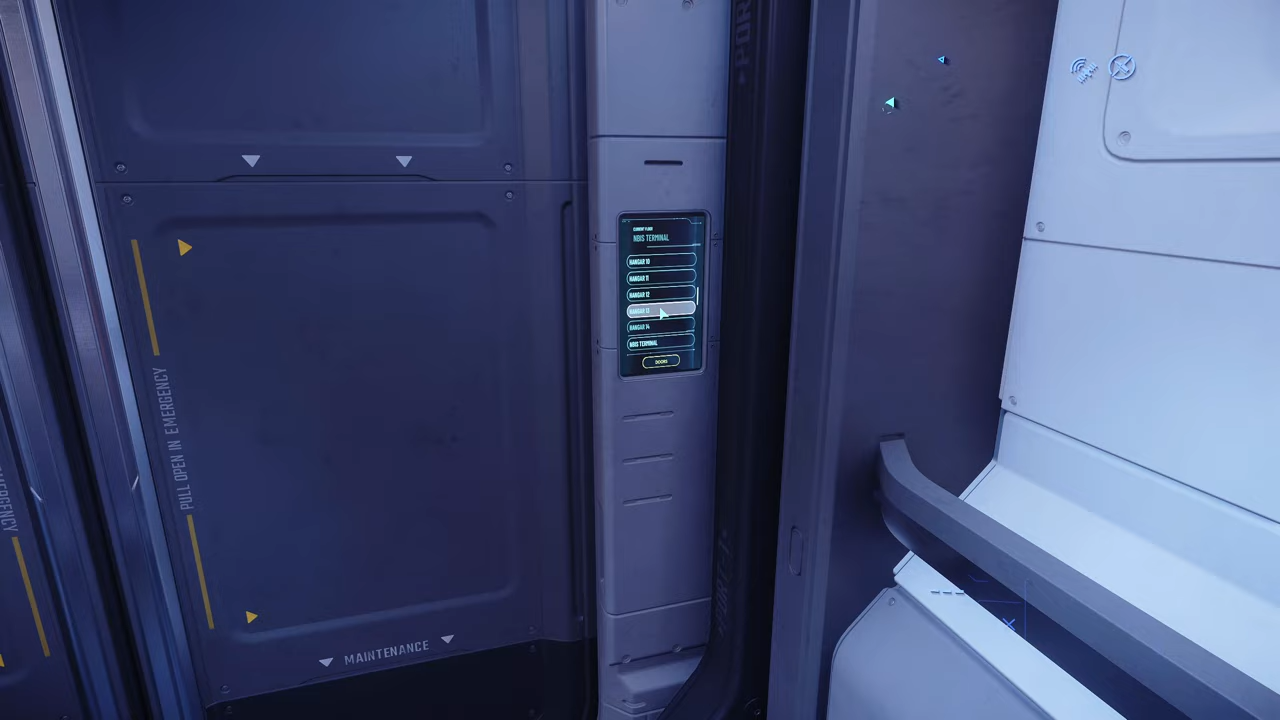 CURRENT FLOOR
NBIS TERMINAL
HANGAR 10
HANGAR 11
HANGAR 12
HANGAR 13
HANGAR 14
NBIS TERMINAL
DOORS
PULL OPEN IN EMERGENCY
MAINTENANCE